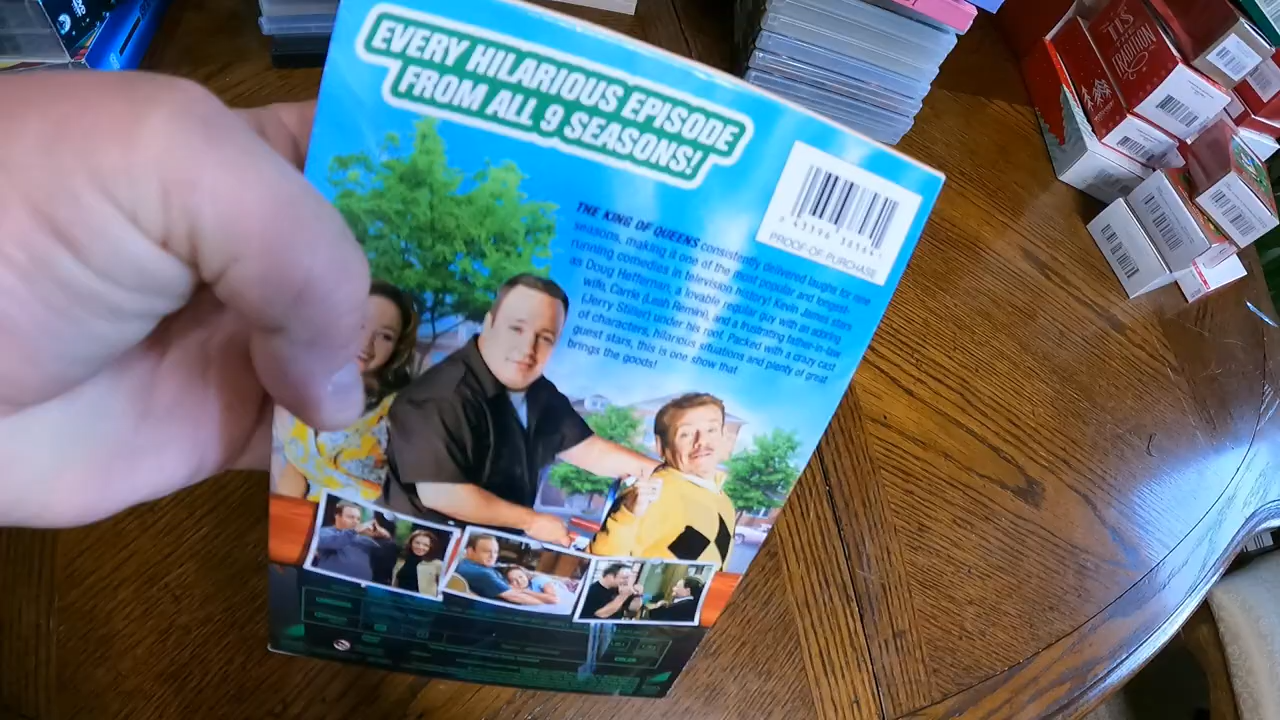 EVERY HILARIOUS EPISODE
FROM ALL 9 SEASONS!
PROOF-OF-PURCHASE
THE KING OF QUEENS consistently delivered laughs for nine
seasons, making it one of the most popular and longest-
running comedies in television history! Kevin James stars
as Doug Heffernan, a lovable regular guy with an adoring
wife, Carrie (Leah Remini), and a frustrating father-in-law
(Jerry Stiller) under his roof. Packed with a crazy cast
of characters, hilarious situations and plenty of great
guest stars, this is one show that
brings the goods!
'TIS
TRADITION